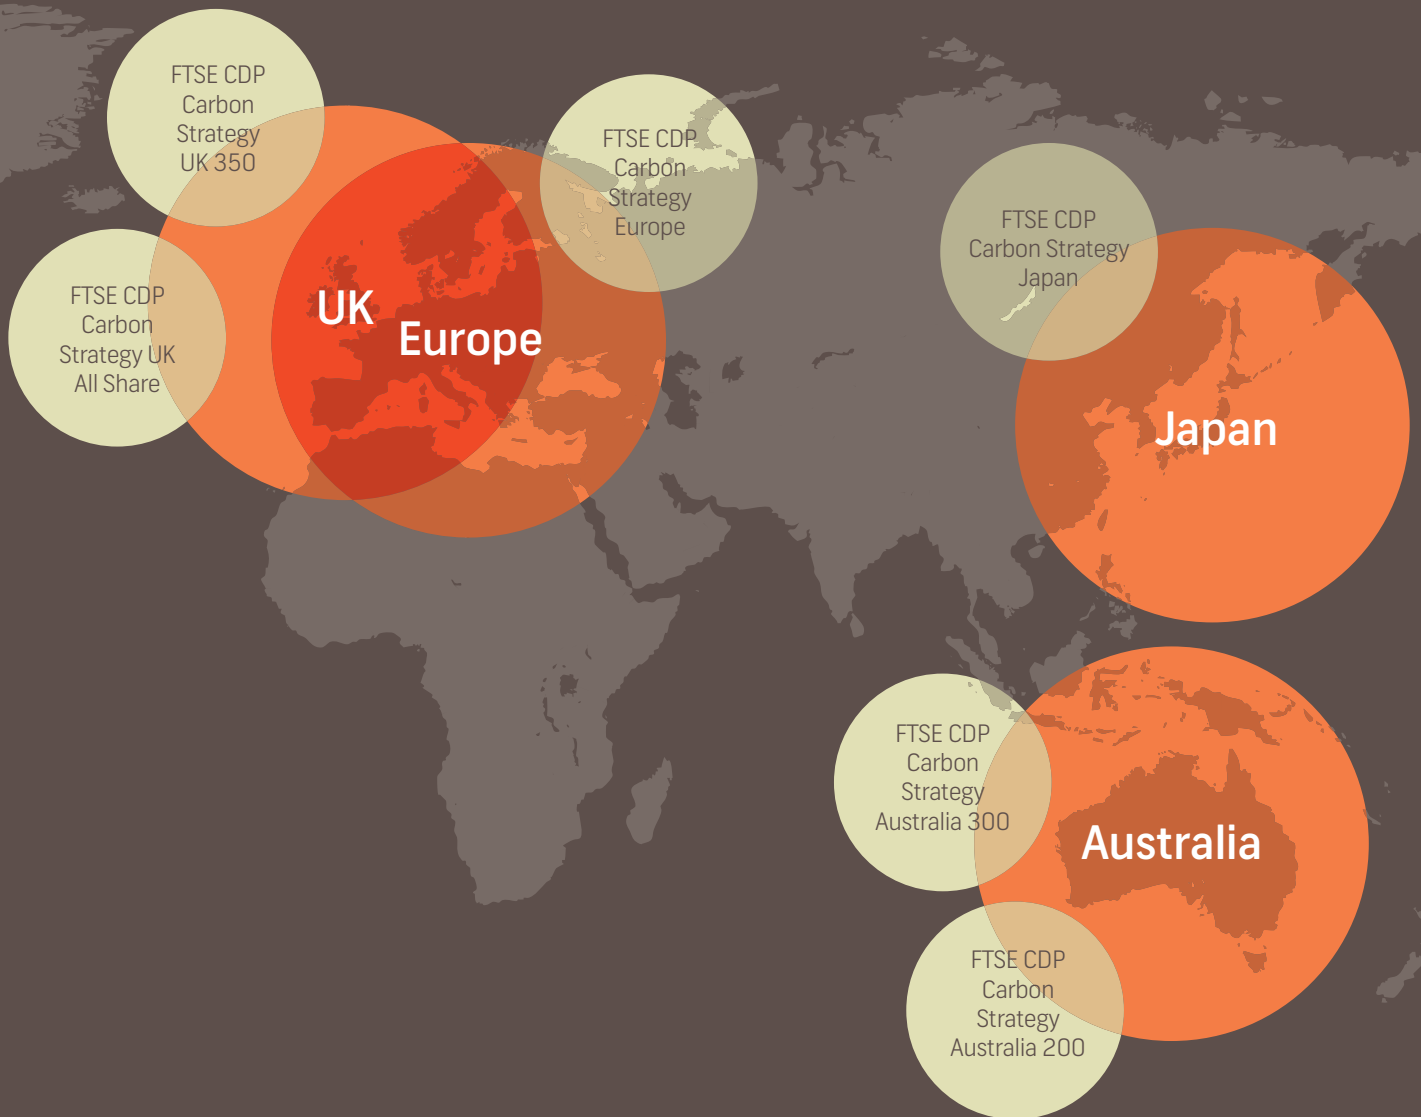 FTSE CDP
Carbon
Strategy
UK 350
FTSE CDP
Carbon
Strategy
Europe
FTSE CDP
Carbon Strategy
Japan
FTSE CDP
Carbon
Strategy UK
All Share
UK
Europe
Japan
FTSE CDP
Carbon
Strategy
Australia 300
Australia
FTSE CDP
Carbon
Strategy
Australia 200